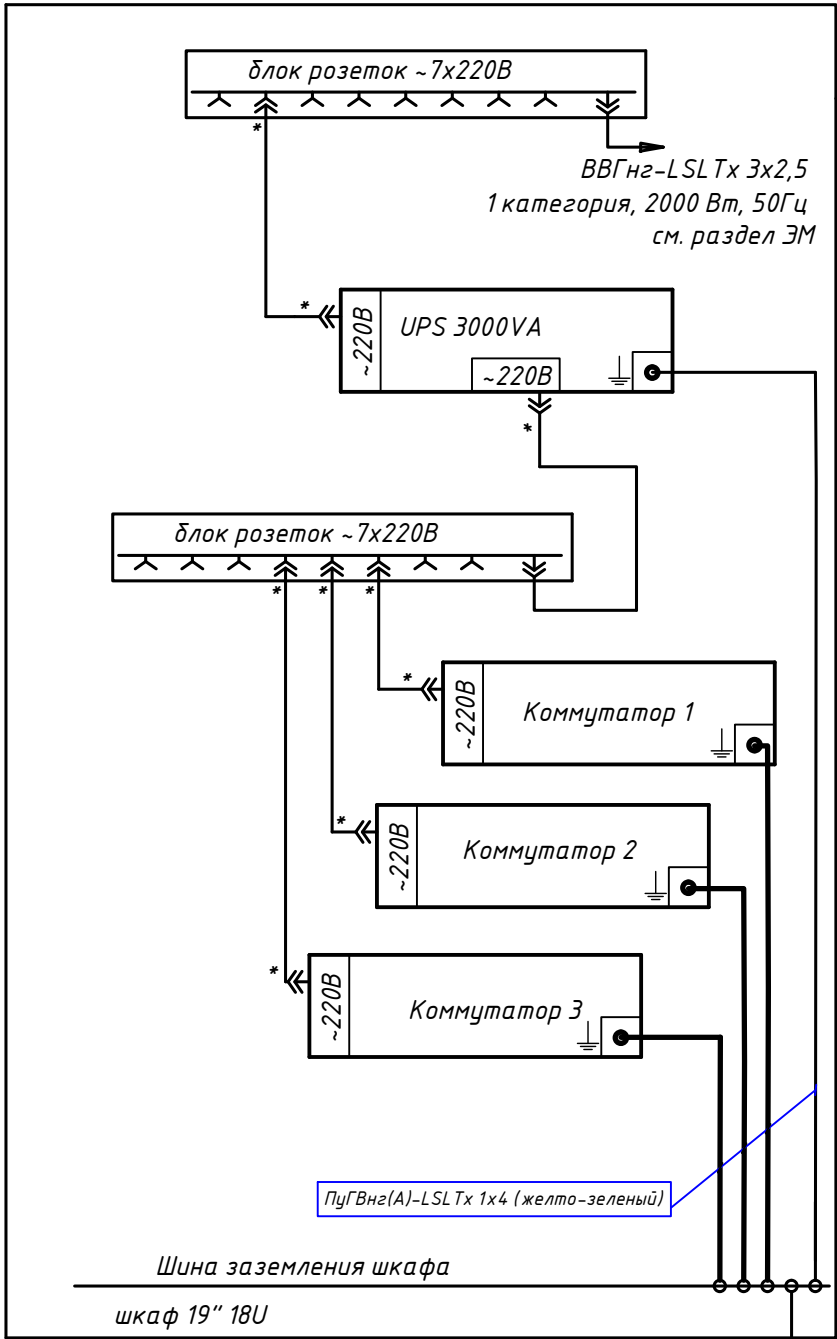 блок розеток ~7х220В
*
ВВГнг-LSLTx 3х2,5
1 категория, 2000 Вт, 50Гц
см. раздел ЭМ
*
~220В
UPS 3000VA
~220В
*
блок розеток ~7х220В
* * *
*
~220В
Коммутатор 1
*
~220В
Коммутатор 2
*
~220В
Коммутатор 3
ПуГВнг(А)-LSLTx 1х4 (желто-зеленый)
Шина заземления шкафа
шкаф 19" 18U